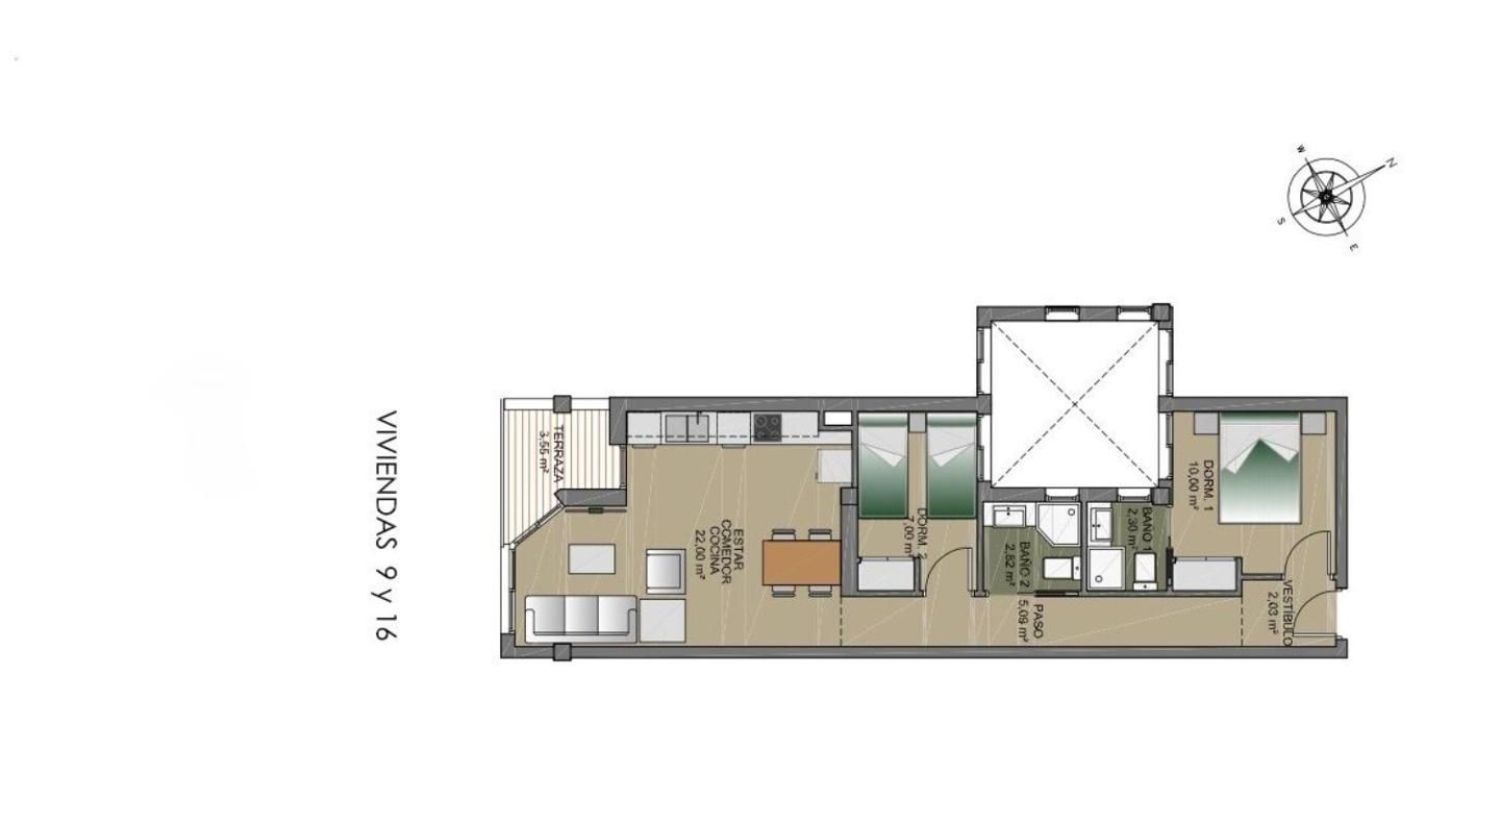 VIVIENDAS 9 y 16
TERRAZA
3.55 m²
ESTAR
COMEDOR
COCINA
22,00 m²
DORM. 2
7,00 m²
BAÑO 2
2,82 m²
PASO
5,09 m²
BAÑO 1
2,30 m²
DORM. 1
10,00 m²
VESTÍBULO
2,03 m²
W
N
S
E